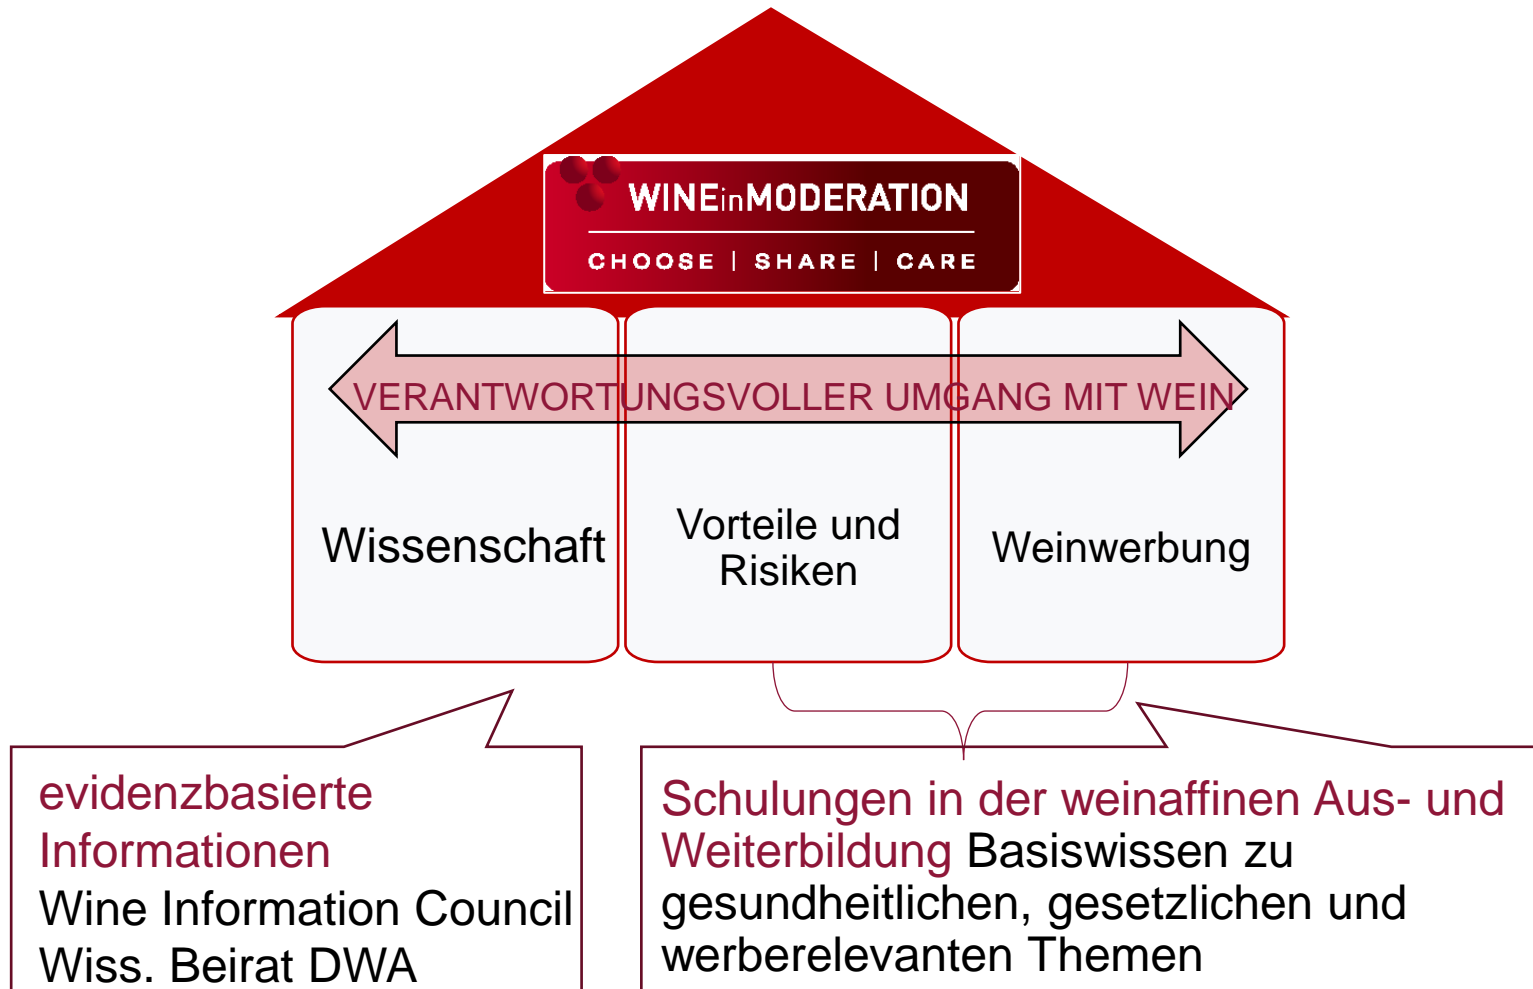 WINEinMODERATION
CHOOSE | SHARE | CARE
VERANTWORTUNGSVOLLER UMGANG MIT WEIN
Wissenschaft
Vorteile und
Risiken
Weinwerbung
evidenzbasierte
Informationen
Wine Information Council
Wiss. Beirat DWA
Schulungen in der weinaffinen Aus- und
Weiterbildung Basiswissen zu
gesundheitlichen, gesetzlichen und
werberelevanten Themen